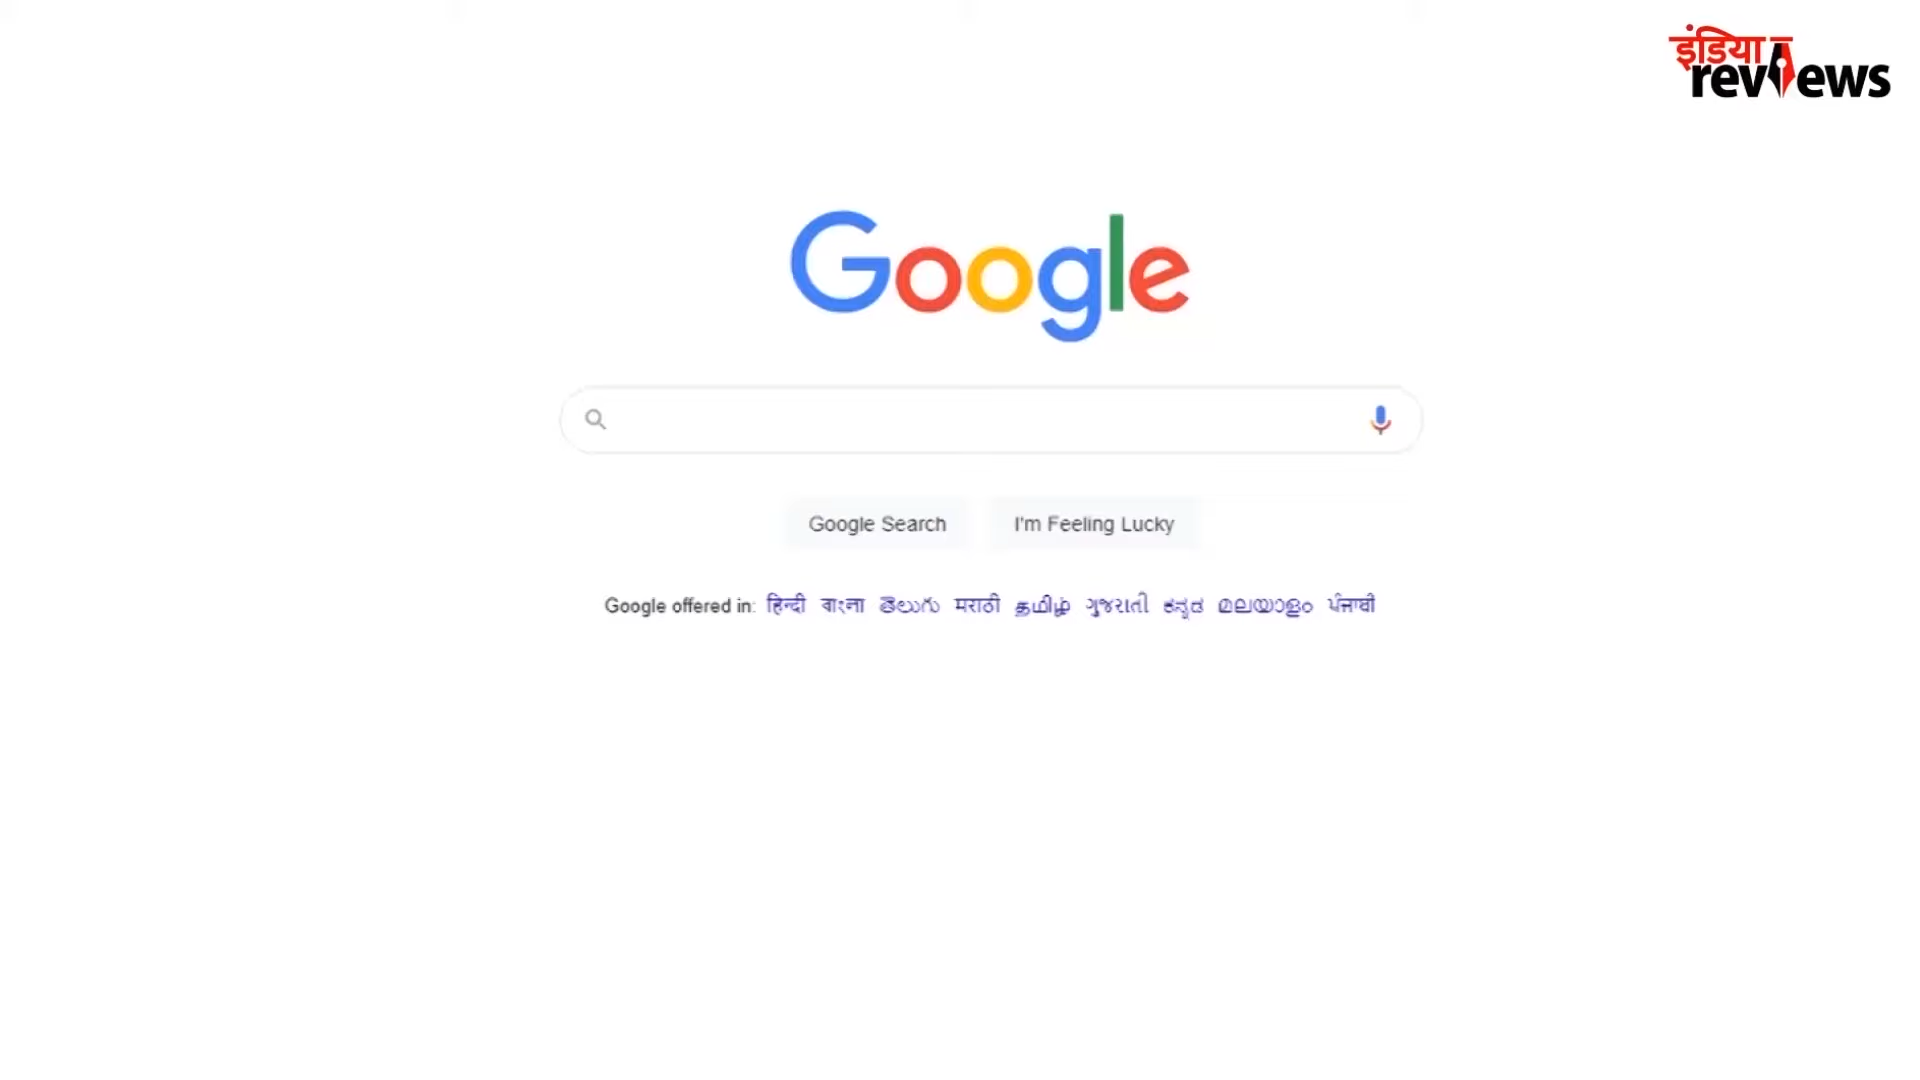 इंडिया
reviews
Google
Google Search I'm Feeling Lucky
Google offered in: हिन्दी বাংলা తెలుగు मराठी தமிழ் ગુજરાતી ಕನ್ನಡ മലയാളം ਪੰਜਾਬੀ